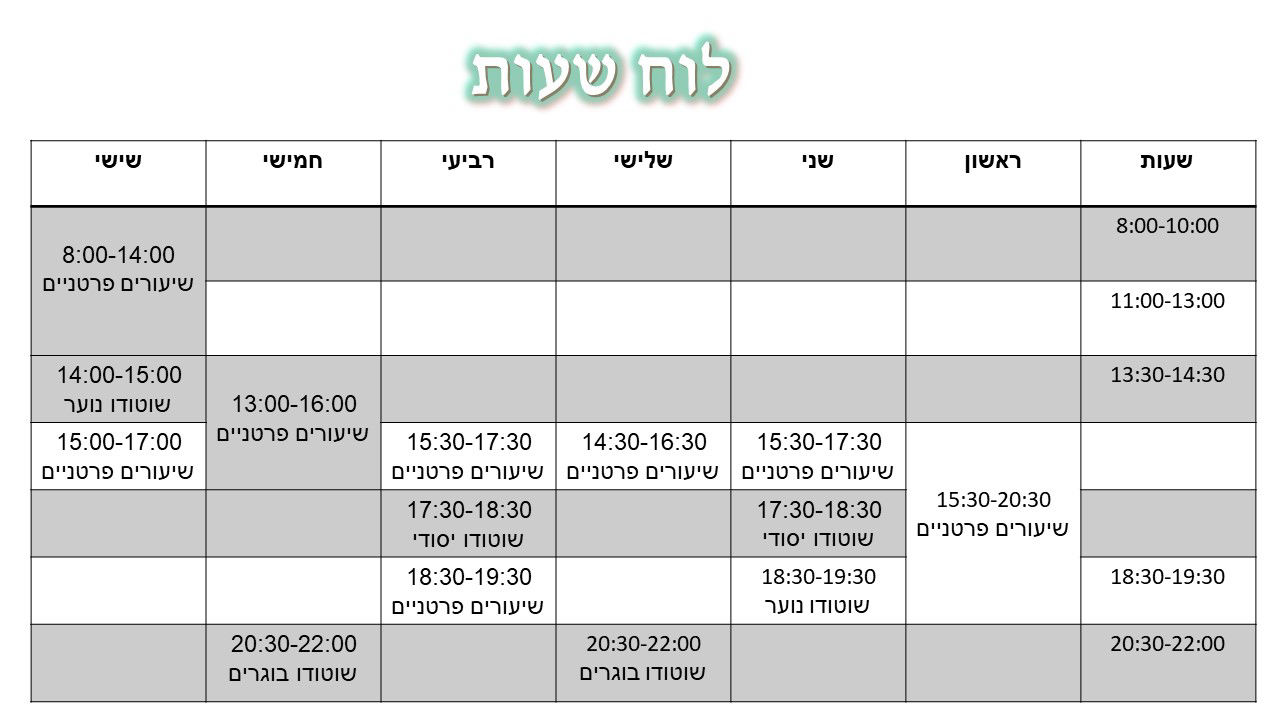 לוח שעות
שעות ראשון שני שלישי רביעי חמישי שישי
8:00-10:00
8:00-14:00
שיעורים פרטניים
11:00-13:00
13:30-14:30
13:00-16:00
שיעורים פרטניים
14:00-15:00
שוטודו נוער
15:30-20:30
שיעורים פרטניים
15:30-17:30
שיעורים פרטניים
14:30-16:30
שיעורים פרטניים
15:30-17:30
שיעורים פרטניים
15:00-17:00
שיעורים פרטניים
17:30-18:30
שוטודו יסודי
17:30-18:30
שוטודו יסודי
18:30-19:30
18:30-19:30
שוטודו נוער
18:30-19:30
שיעורים פרטניים
20:30-22:00
20:30-22:00
שוטודו בוגרים
20:30-22:00
שוטודו בוגרים